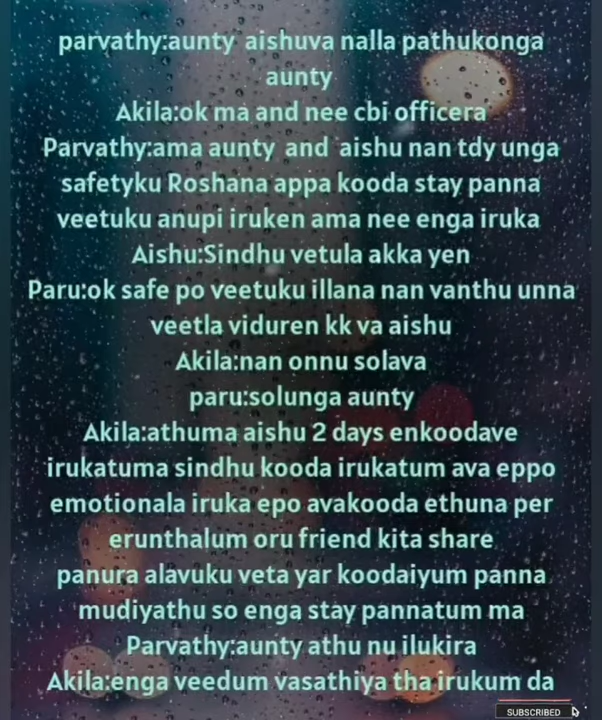 parvathy:aunty aishuva nalla pathukonga
aunty
Akila:ok ma and nee cbi officera
Parvathy:ama aunty and aishu nan tdy unga
safetyku Roshana appa kooda stay panna
veetuku anupi iruken ama nee enga iruka
Aishu:Sindhu vetula akka yen
Paru:ok safe po veetuku illana nan vanthu unna
veetla viduren kk va aishu
Akila:nan onnu solava
paru:solunga aunty
Akila:athuma aishu 2 days enkoodave
irukatuma sindhu kooda irukatum ava eppo
emotionala iruka epo avakooda ethuna per
erunthalum oru friend kita share
panura alavuku veta yar koodaiyum panna
mudiyathu so enga stay pannatum ma
Parvathy:aunty athu nu ilukira
Akila:enga veedum vasathiya tha irukum da
SUBSCRIBED